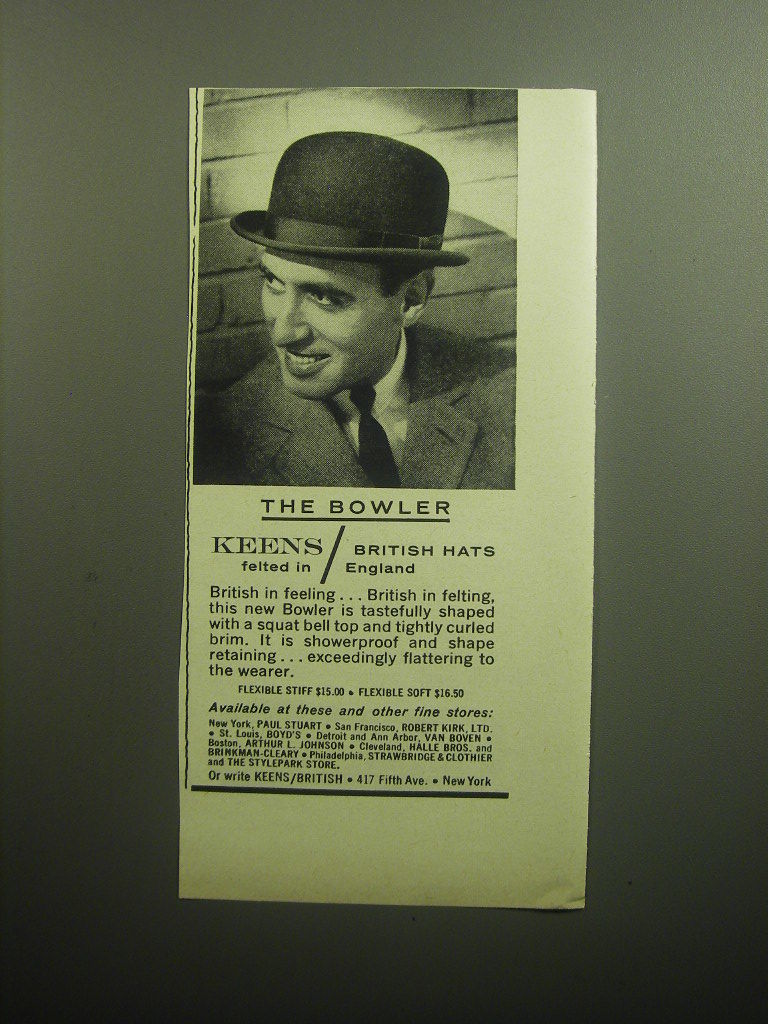 THE BOWLER
KEENS / BRITISH HATS
felted in / England
British in feeling . . . British in felting,
this new Bowler is tastefully shaped
with a squat bell top and tightly curled
brim. It is showerproof and shape
retaining . . . exceedingly flattering to
the wearer.
FLEXIBLE STIFF $15.00 • FLEXIBLE SOFT $16.50
Available at these and other fine stores:
New York, PAUL STUART • San Francisco, ROBERT KIRK, LTD.
• St. Louis, BOYD'S • Detroit and Ann Arbor, VAN BOVEN •
Boston, ARTHUR L. JOHNSON • Cleveland, HALLE BROS. and
BRINKMAN-CLEARY • Philadelphia, STRAWBRIDGE & CLOTHIER
and THE STYLEPARK STORE.
Or write KEENS/BRITISH • 417 Fifth Ave. • New York